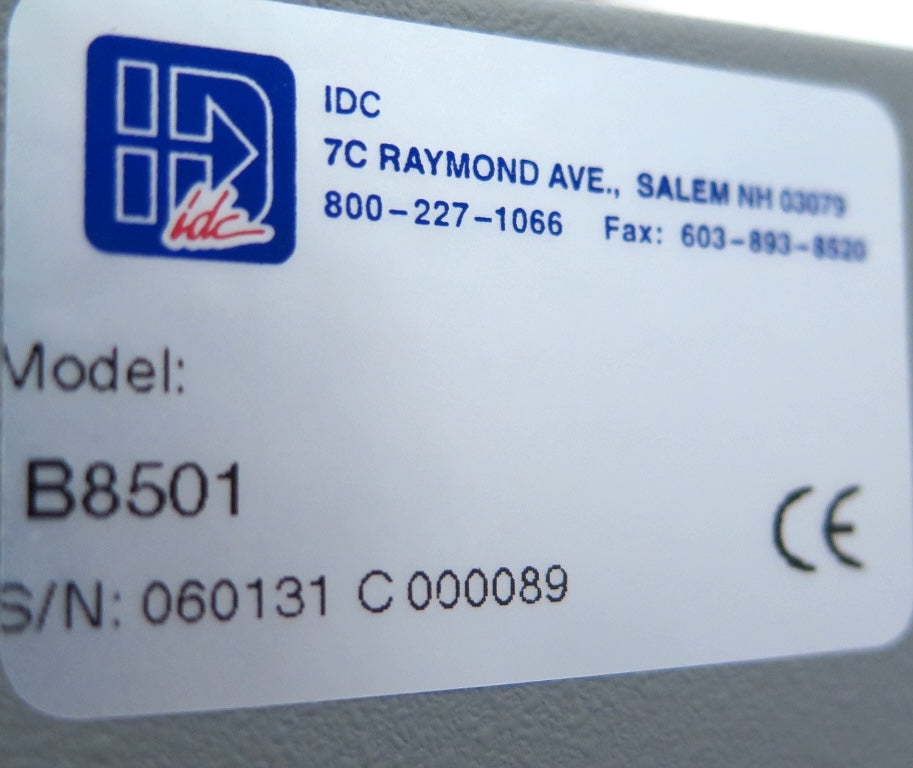 idc
IDC
7C RAYMOND AVE., SALEM NH 03079
800-227-1066 Fax: 603-893-8520
Model:
B8501
CE
S/N: 060131 C 000089